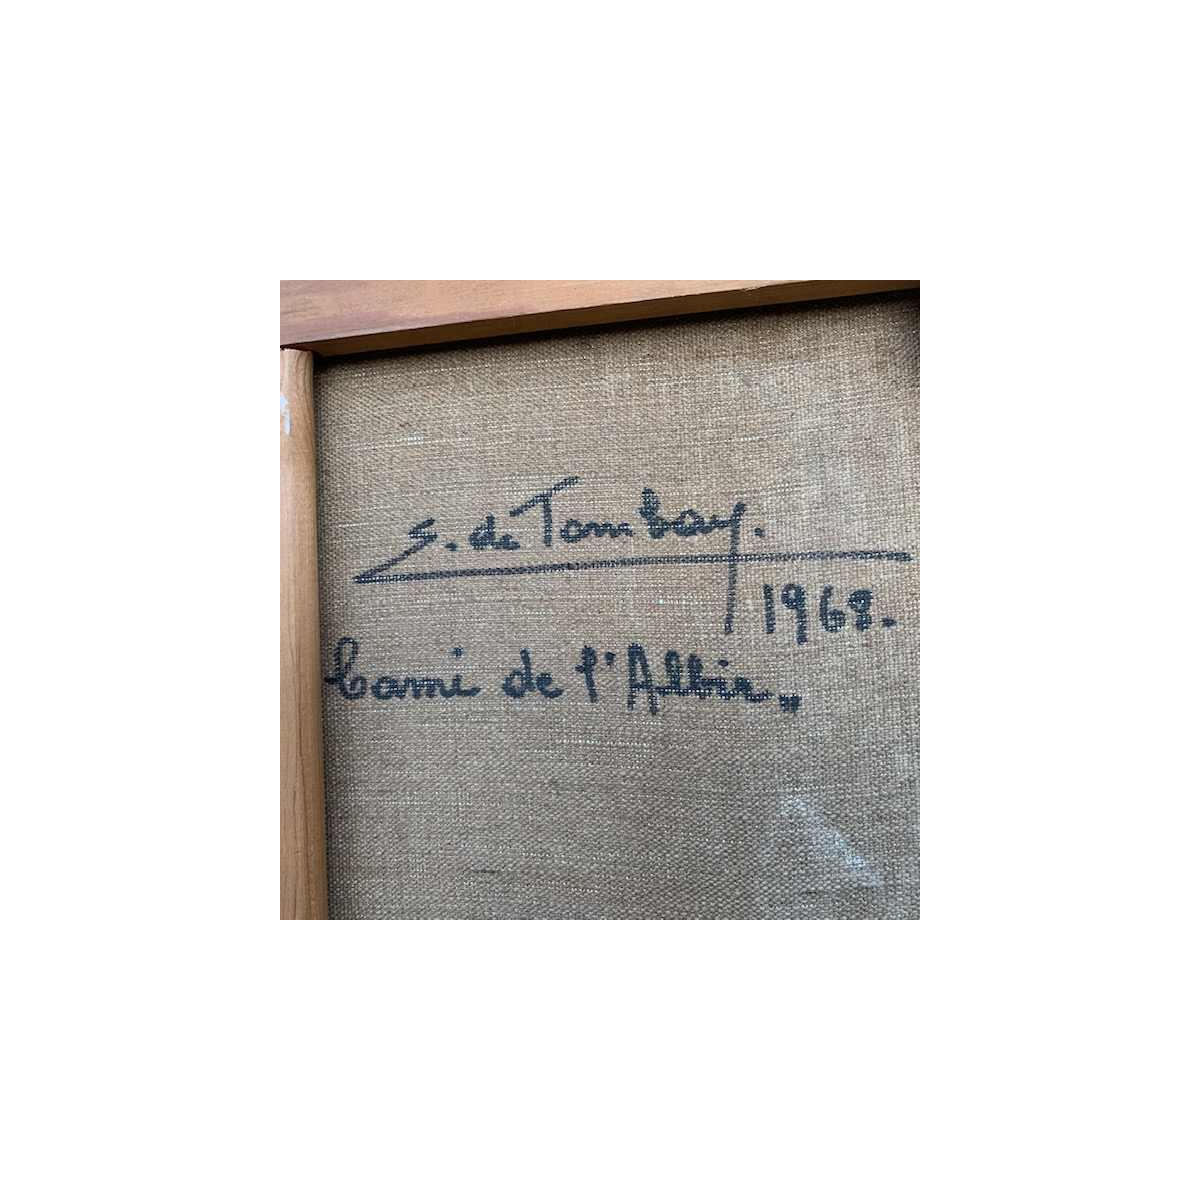 S. de Tombay.
1968.
Cami de l'Albir„